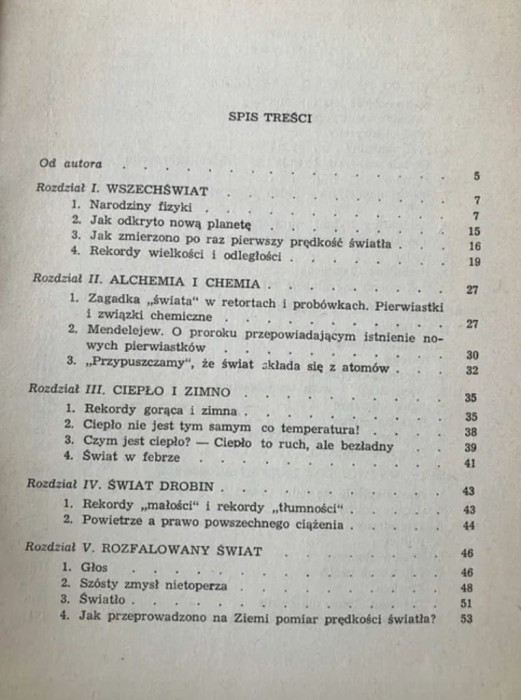 SPIS TREŚCI
Od autora . . . . . . . . . . . . 5
Rozdział I. WSZECHŚWIAT . . . . . . . . 7
1. Narodziny fizyki . . . . . . . . . 7
2. Jak odkryto nową planetę . . . . . . . 15
3. Jak zmierzono po raz pierwszy prędkość światła . . 16
4. Rekordy wielkości i odległości . . . . . . 19
Rozdział II. ALCHEMIA I CHEMIA . . . . . . . 27
1. Zagadka „świata" w retortach i probówkach. Pierwiastki
i związki chemiczne . . . . . . . . . 27
2. Mendelejew. O proroku przepowiadającym istnienie no-
wych pierwiastków . . . . . . . . 30
3. „Przypuszczamy", że świat składa się z atomów . . . 32
Rozdział III. CIEPŁO I ZIMNO . . . . . . . . 35
1. Rekordy gorąca i zimna . . . . . . . . 35
2. Ciepło nie jest tym samym co temperatura! . . . 38
3. Czym jest ciepło? — Ciepło to ruch, ale bezładny . . 39
4. Świat w febrze . . . . . . . . . 41
Rozdział IV. ŚWIAT DROBIN . . . . . . . . . 43
1. Rekordy „małości" i rekordy „tłumności" . . . . 43
2. Powietrze a prawo powszechnego ciążenia . . . . 44
Rozdział V. ROZFALOWANY ŚWIAT . . . . . . 46
1. Głos . . . . . . . . . . . . 46
2. Szósty zmysł nietoperza . . . . . . . . 48
3. Światło . . . . . . . . . . . . 51
4. Jak przeprowadzono na Ziemi pomiar prędkości światła? 53